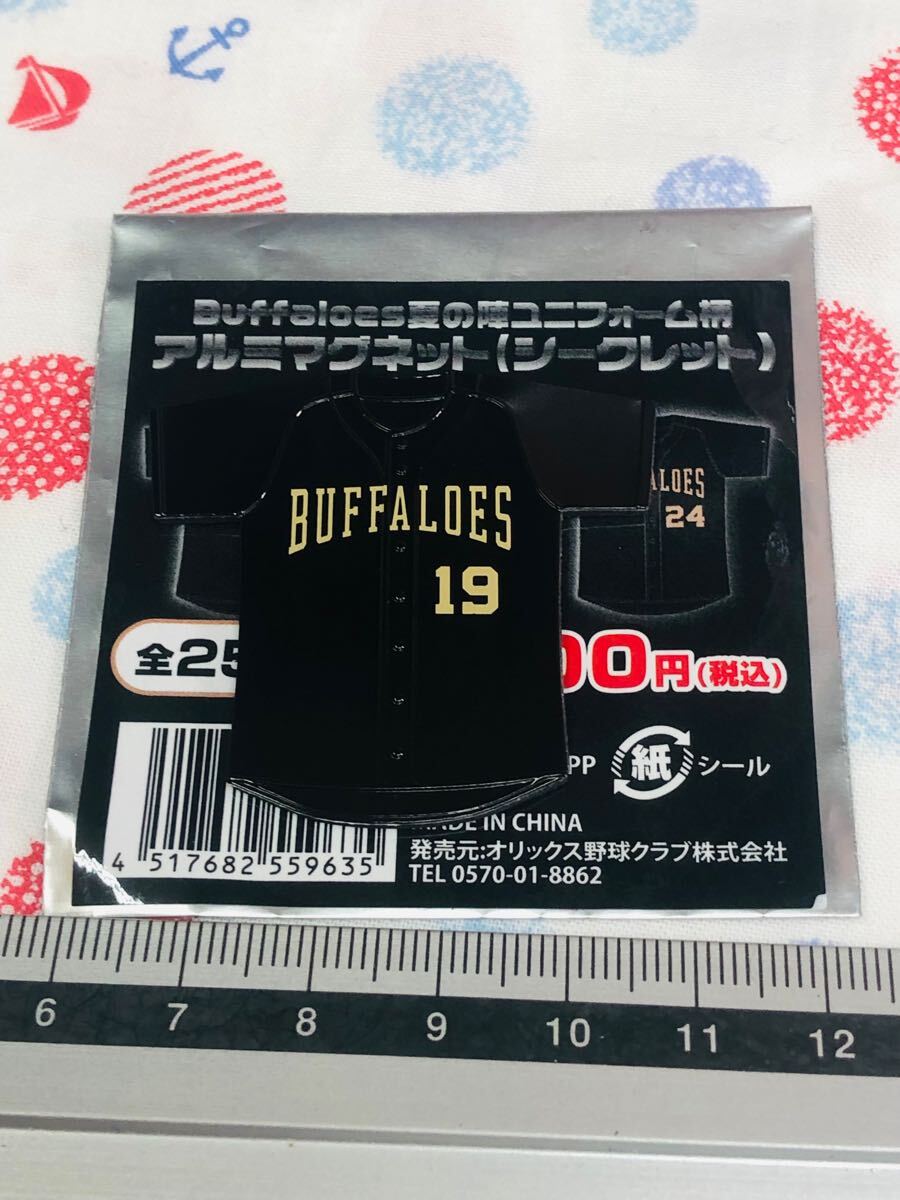 Buffaloes夏の陣ユニフォーム柄
アルミマグネット(シークレット)
BUFFALOES
19
ALOES
24
全25
00円(税込)
PP
紙
シール
MADE IN CHINA
発売元:オリックス野球クラブ株式会社
TEL 0570-01-8862
4 517682 559635
6 7 8 9 10 11 12